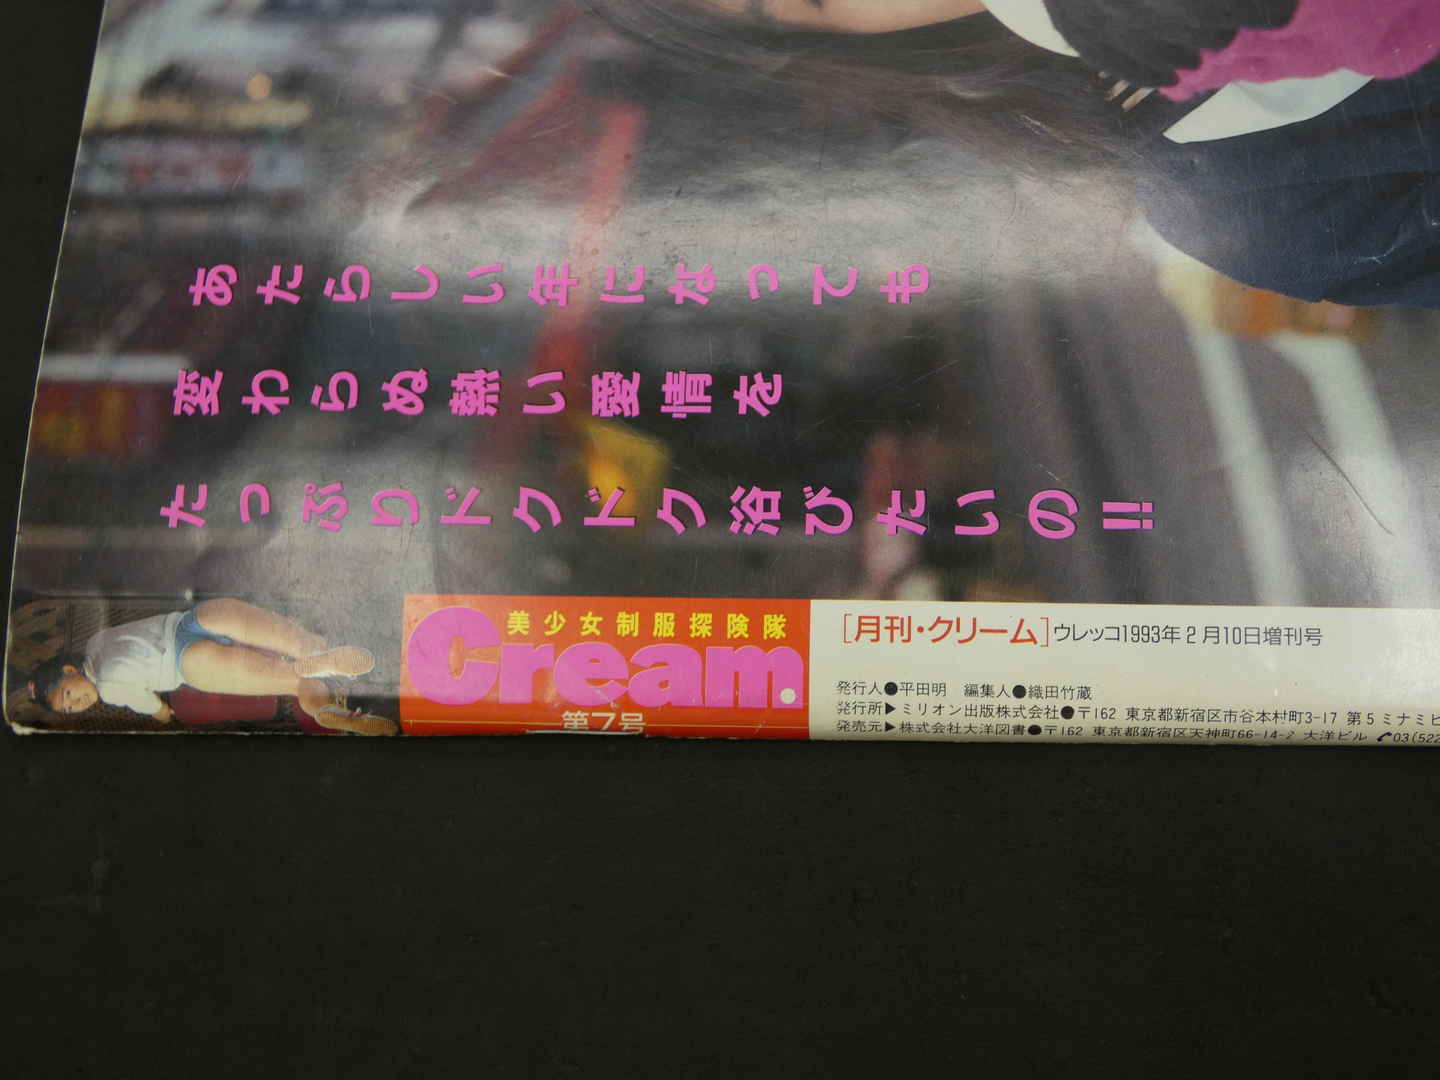 あたらしい年になっても
変わらぬ熱い愛情を
たっぷりドクドク浴びたいの!!
美少女制服探険隊
Cream.
第7号
[月刊・クリーム]ウレッコ1993年2月10日増刊号
発行人●平田明 編集人●織田竹蔵
発行所▶ミリオン出版株式会社●〒162 東京都新宿区市谷本村町3-17 第5ミナミビ
発売元▶株式会社大洋図書●〒162 東京都新宿区天神町66-14-2 大洋ビル 03(522